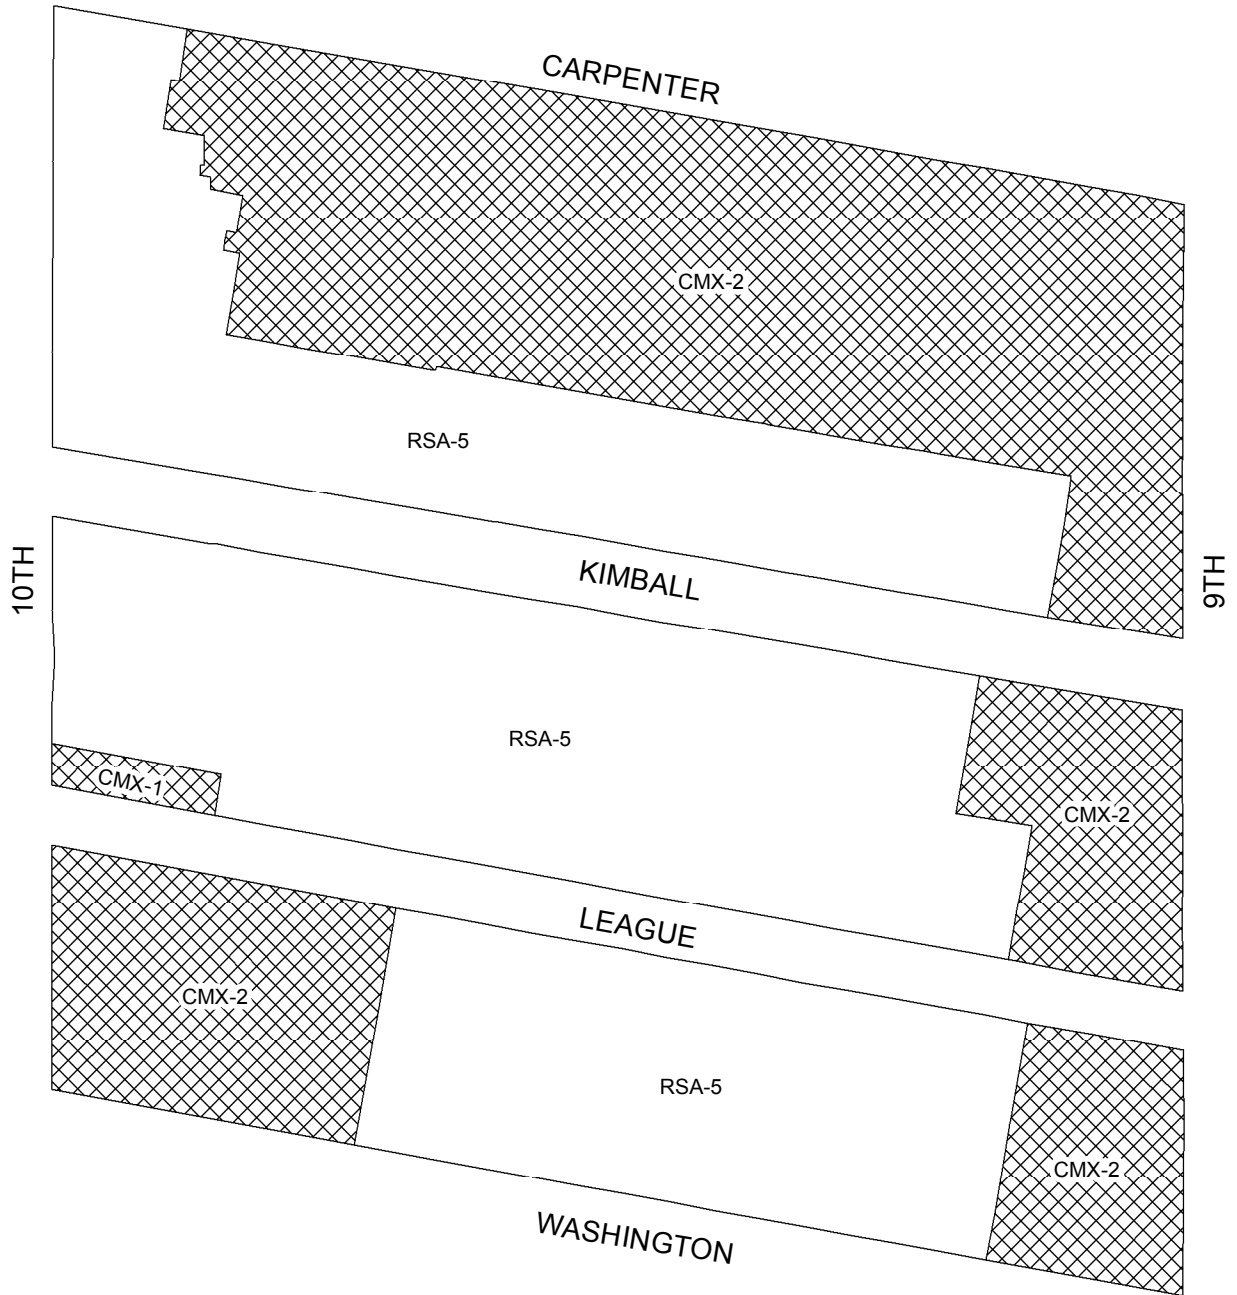 CARPENTER
CMX-2
RSA-5
10TH
KIMBALL
9TH
RSA-5
CMX-1
CMX-2
LEAGUE
CMX-2
RSA-5
CMX-2
WASHINGTON